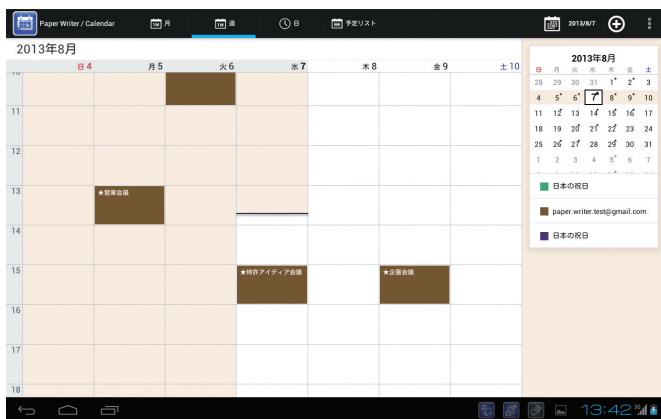 Paper Writer / Calendar 1M 月 1W 週 日 予定リスト 2013/8/7
2013年8月
日 4 月 5 火 6 水 7 木 8 金 9 土 10
10
11
12
13 ★営業会議
14
15 ★特許アイディア会議 ★企画会議
16
17
18
2013年8月
日 月 火 水 木 金 土
28 29 30 31 1 2 3
4 5 6 7 8 9 10
11 12 13 14 15 16 17
18 19 20 21 22 23 24
25 26 27 28 29 30 31
1 2 3 4 5 6 7
日本の祝日
paper.writer.test@gmail.com
日本の祝日
13:42 3G